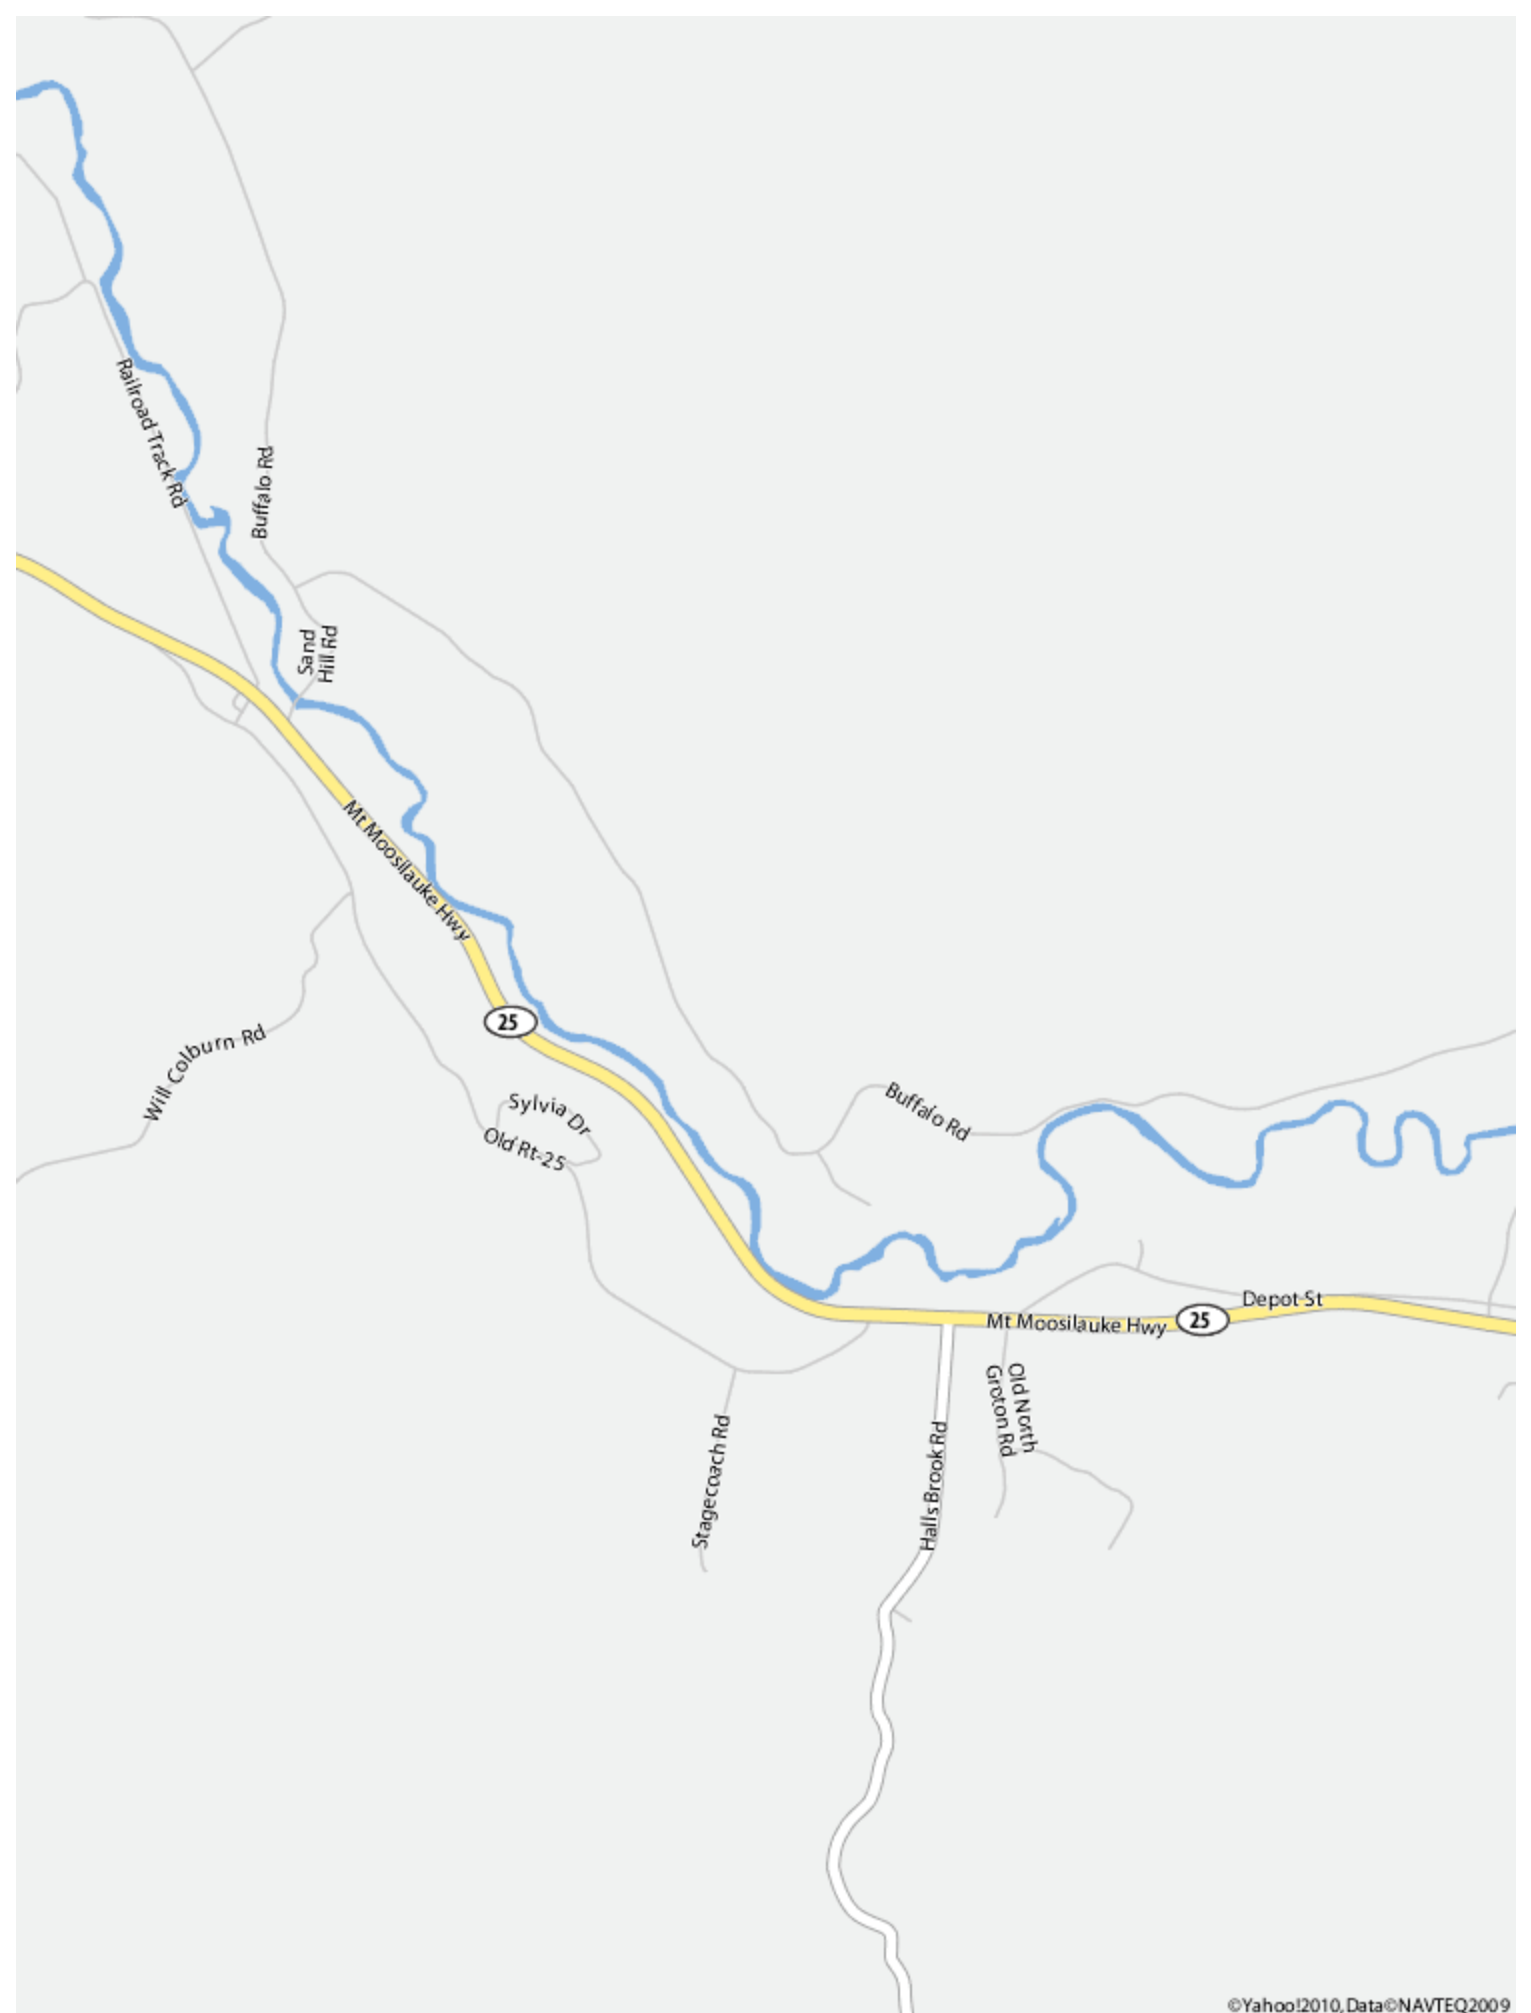 Railroad Track Rd
Buffalo Rd
Sand
Hill Rd
Mt Moosilauke Hwy
25
Will Colburn Rd
Sylvia Dr
Old Rt-25
Buffalo Rd
Depot St
Mt Moosilauke Hwy
25
Old North
Groton Rd
Stagecoach Rd
Halls Brook Rd
©Yahoo!2010, Data©NAVTEQ2009